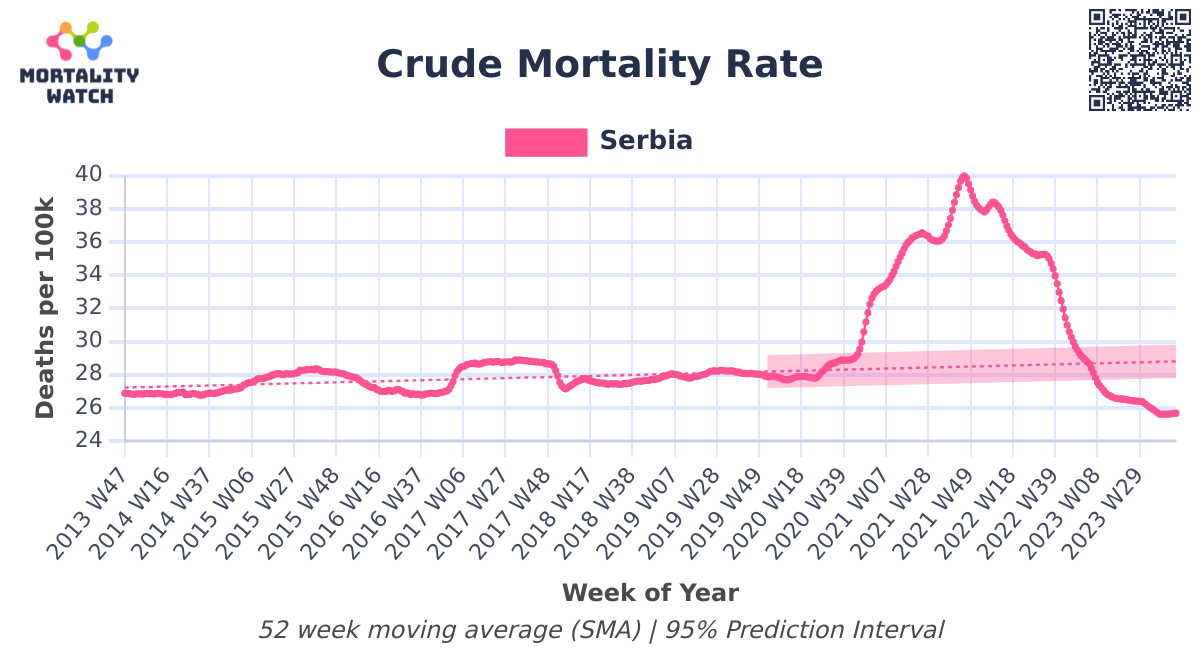 MORTALITY
WATCH
Crude Mortality Rate
Serbia
Deaths per 100k
40
38
36
34
32
30
28
26
24
2013 W47
2014 W16
2014 W37
2015 W06
2015 W27
2015 W48
2016 W16
2016 W37
2017 W06
2017 W27
2017 W48
2018 W17
2018 W38
2019 W07
2019 W28
2019 W49
2020 W18
2020 W39
2021 W07
2021 W28
2021 W49
2022 W18
2022 W39
2023 W08
2023 W29
Week of Year
52 week moving average (SMA) | 95% Prediction Interval